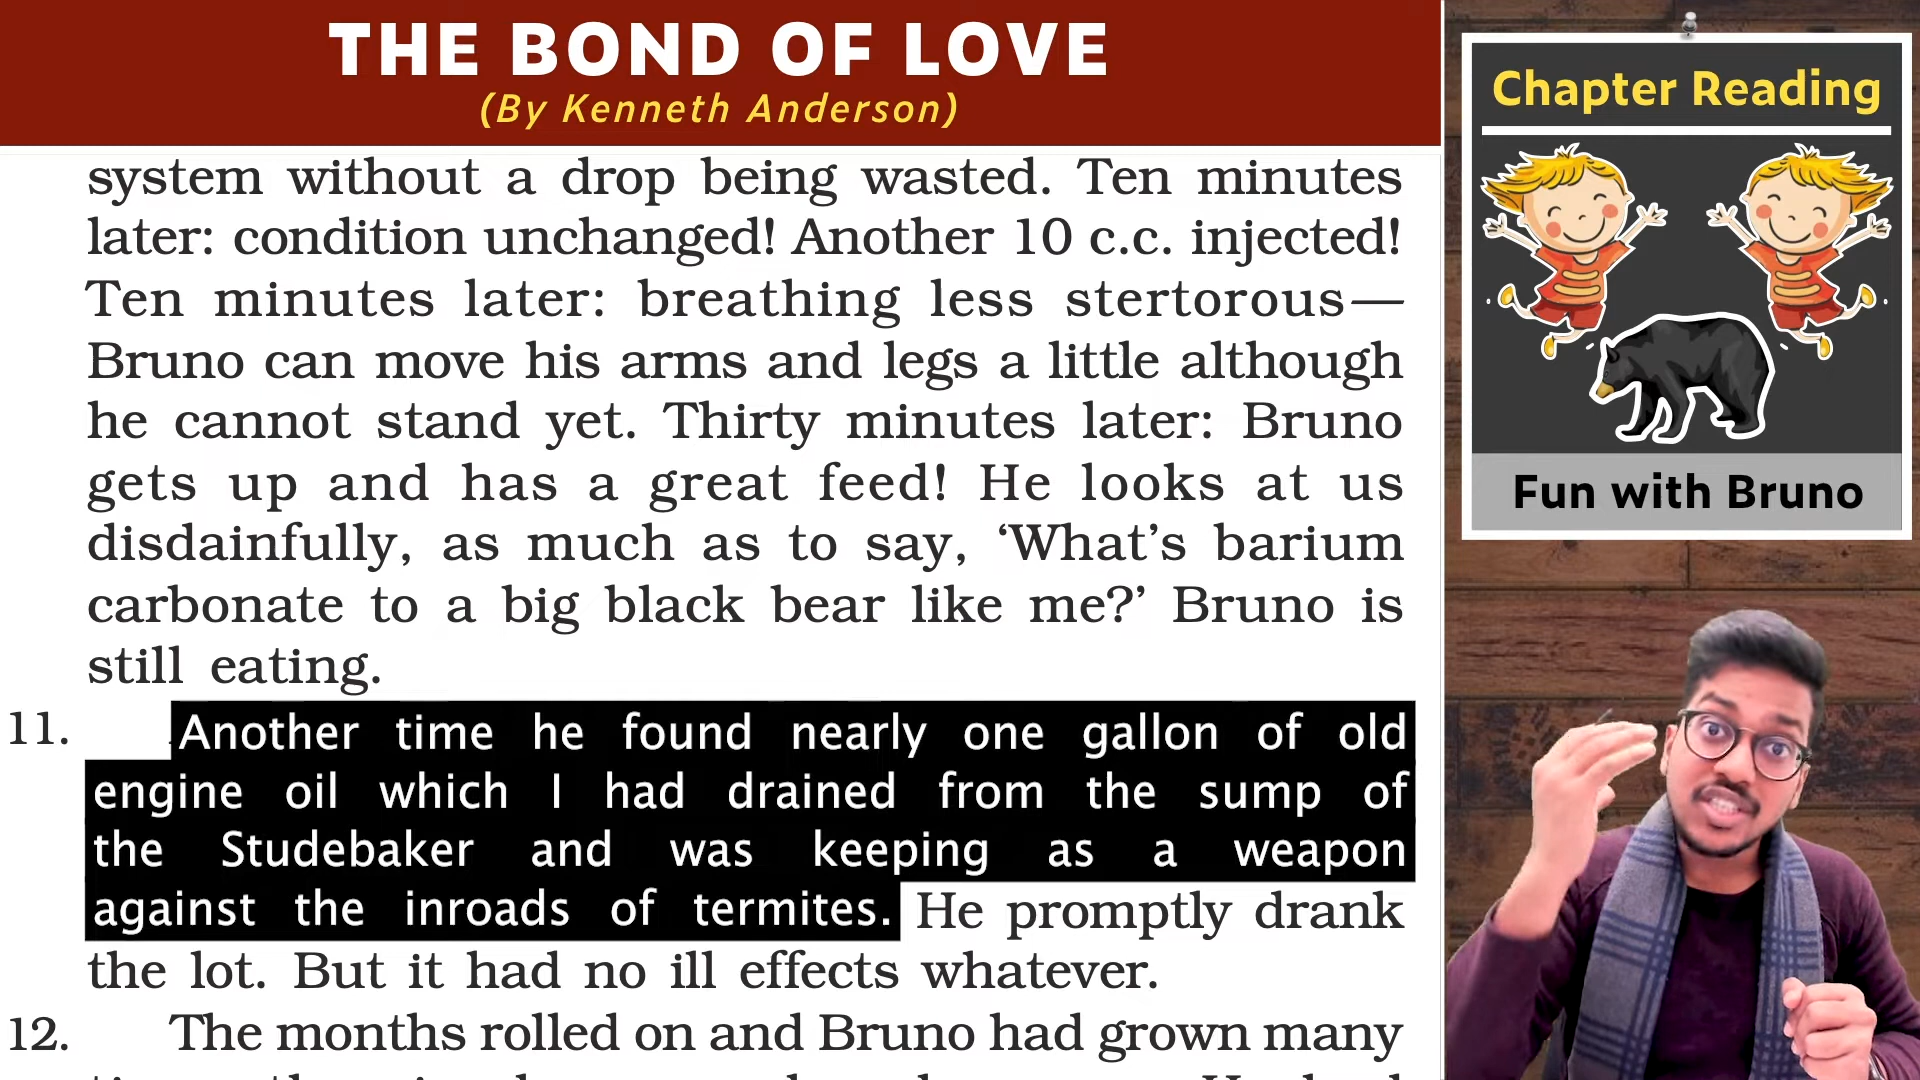 THE BOND OF LOVE
(By Kenneth Anderson)
system without a drop being wasted. Ten minutes
later: condition unchanged! Another 10 c.c. injected!
Ten minutes later: breathing less stertorous—
Bruno can move his arms and legs a little although
he cannot stand yet. Thirty minutes later: Bruno
gets up and has a great feed! He looks at us
disdainfully, as much as to say, ‘What’s barium
carbonate to a big black bear like me?’ Bruno is
still eating.
11. Another time he found nearly one gallon of old
engine oil which I had drained from the sump of
the Studebaker and was keeping as a weapon
against the inroads of termites. He promptly drank
the lot. But it had no ill effects whatever.
12. The months rolled on and Bruno had grown many
Chapter Reading
Fun with Bruno